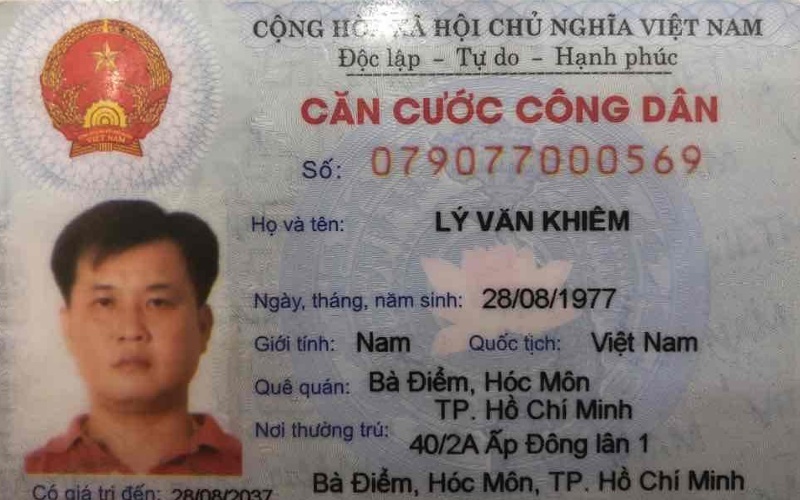 CỘNG HÒA XÃ HỘI CHỦ NGHĨA VIỆT NAM
Độc lập - Tự do - Hạnh phúc
CĂN CƯỚC CÔNG DÂN
Số: 079077000569
Họ và tên: LÝ VĂN KHIÊM
Ngày, tháng, năm sinh: 28/08/1977
Giới tính: Nam Quốc tịch: Việt Nam
Quê quán: Bà Điểm, Hóc Môn
TP. Hồ Chí Minh
Nơi thường trú: 40/2A Ấp Đông lân 1
Bà Điểm, Hóc Môn, TP. Hồ Chí Minh
Có giá trị đến: 28/08/2037